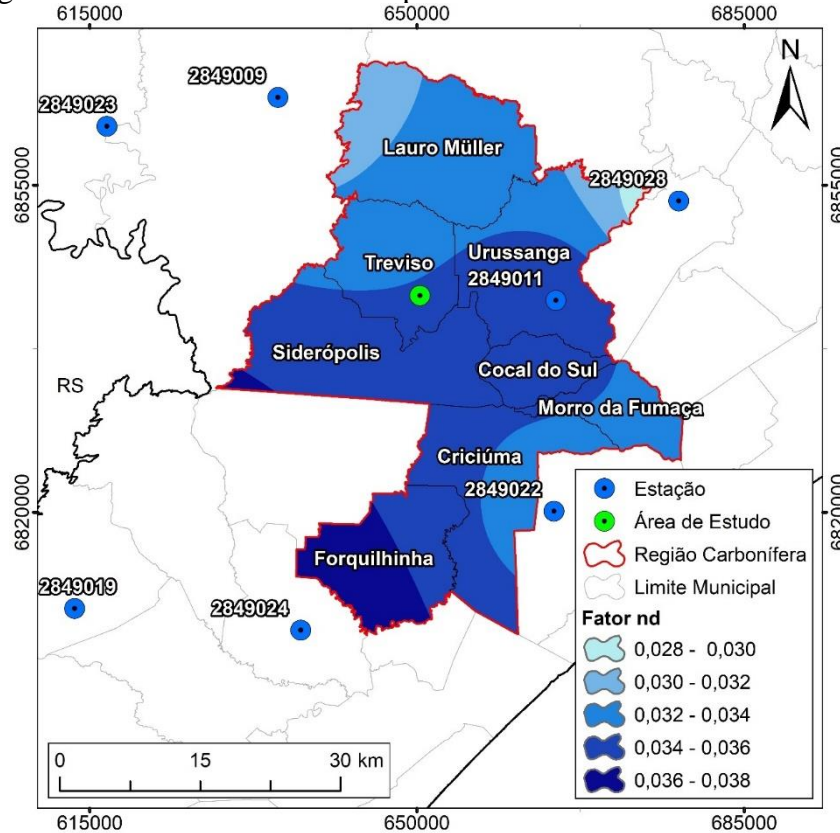 615000 650000 685000
N
2849009
2849023
Lauro Müller
2849028
6855000 6855000
Urussanga
Treviso
2849011
Siderópolis
Cocal do Sul
RS
Morro da Fumaça
Criciúma
2849022
6820000 6820000
Forquilhinha
2849019
2849024
Estação
Área de Estudo
Região Carbonífera
Limite Municipal
Fator nd
0,028 - 0,030
0,030 - 0,032
0,032 - 0,034
0,034 - 0,036
0,036 - 0,038
0 15 30 km
615000 650000 685000